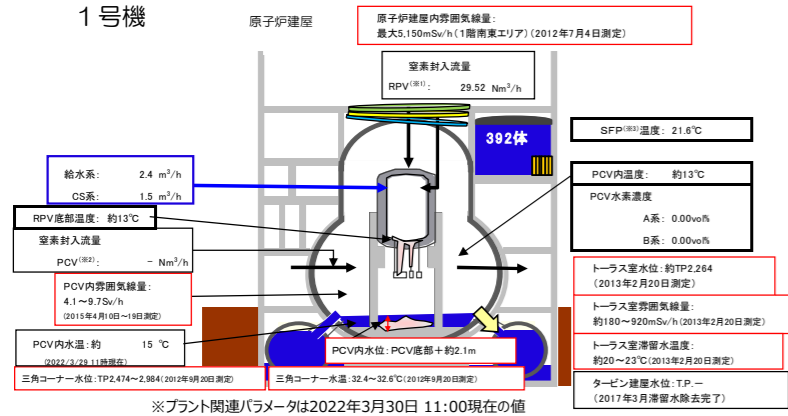 １号機
原子炉建屋
原子炉建屋内雰囲気線量：
最大5,150mSv/h（1階南東エリア）（2012年7月4日測定）
窒素封入流量
RPV(※1)： 29.52 Nm3/h
392体
SFP(※3)温度： 21.6℃
給水系： 2.4 m3/h
CS系： 1.5 m3/h
PCV内温度： 約13℃
PCV水素濃度
A系： 0.00vol%
B系： 0.00vol%
RPV底部温度： 約13℃
窒素封入流量
PCV(※2)： － Nm3/h
PCV内雰囲気線量：
4.1～9.7Sv/h
（2015年4月10日～19日測定）
トーラス室水位：約TP2,264
（2013年2月20日測定）
トーラス室雰囲気線量：
約180～920mSv/h（2013年2月20日測定）
トーラス室滞留水温度：
約20～23℃（2013年2月20日測定）
PCV内水温：約 15 ℃
（2022/3/29 11時現在）
PCV内水位：PCV底部＋約2.1m
三角コーナー水位：TP2,474～2,984（2012年9月20日測定）
三角コーナー水温：32.4～32.6℃（2012年9月20日測定）
タービン建屋水位：T.P.－
（2017年3月滞留水除去完了）
※プラント関連パラメータは2022年3月30日 11:00現在の値